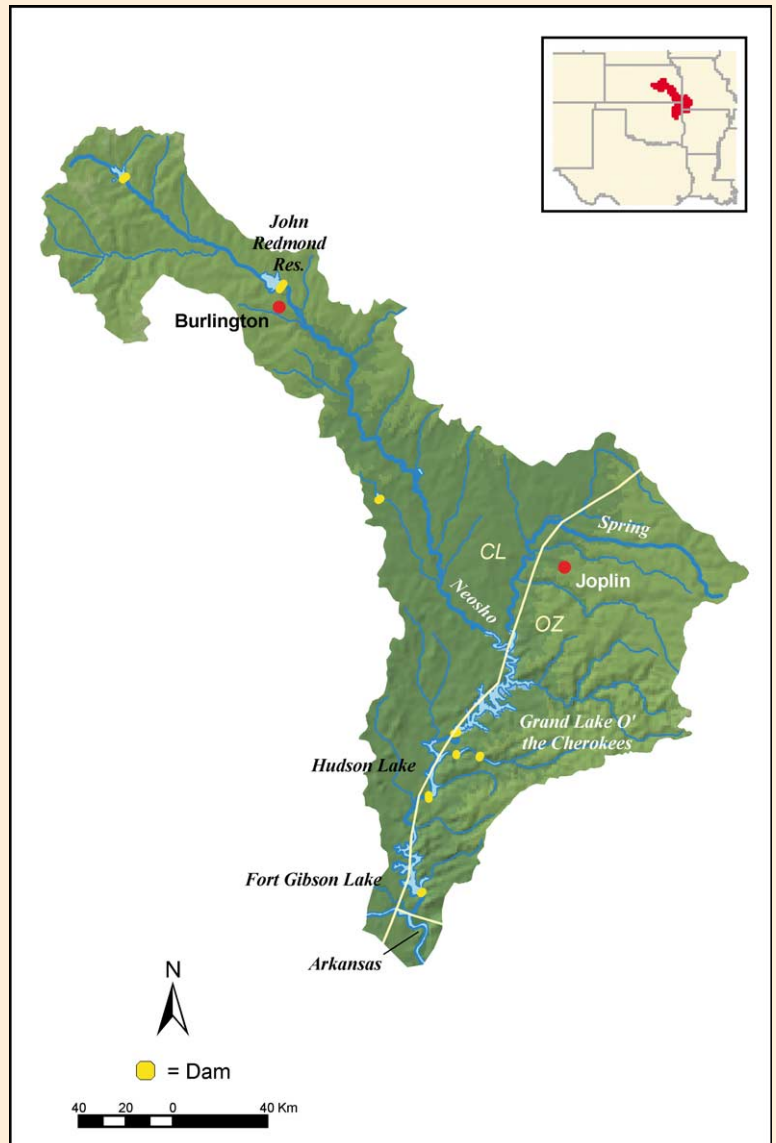 John
Redmond
Res.
Burlington
Spring
CL
Joplin
Neosho
OZ
Grand Lake O'
the Cherokees
Hudson Lake
Fort Gibson Lake
Arkansas
N
= Dam
40 20 0 40 Km